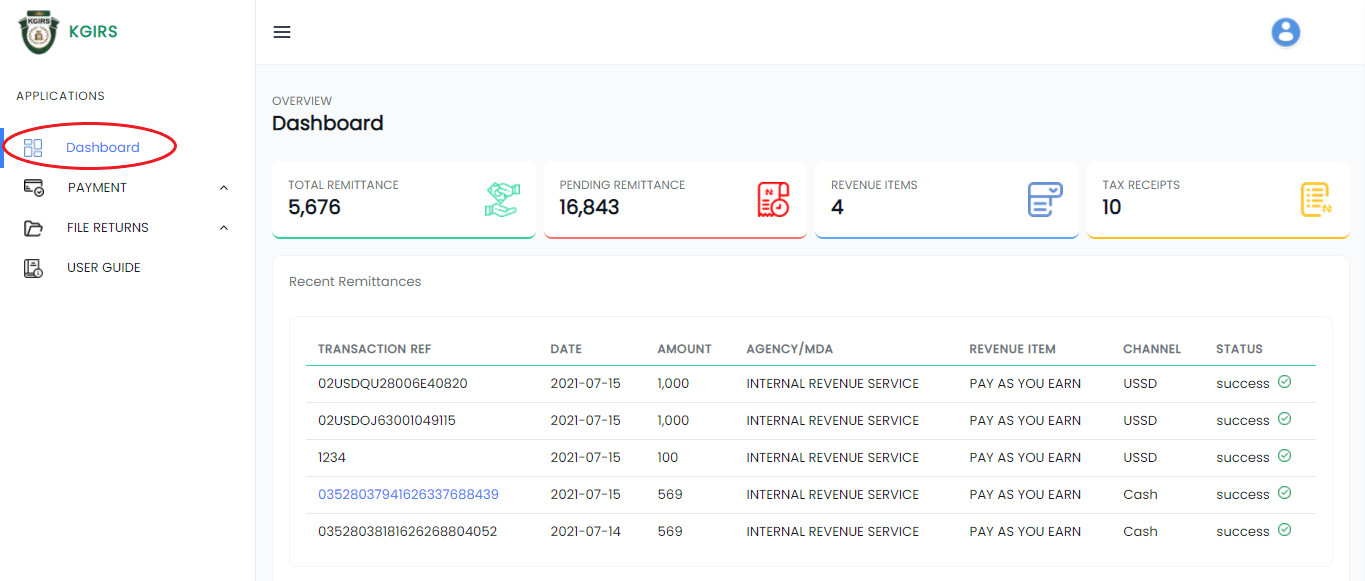 KGIRS
KGIRS
APPLICATIONS
Dashboard
PAYMENT
FILE RETURNS
USER GUIDE
OVERVIEW
Dashboard
TOTAL REMITTANCE
5,676
PENDING REMITTANCE
16,843
REVENUE ITEMS
4
TAX RECEIPTS
10
Recent Remittances
TRANSACTION REF DATE AMOUNT AGENCY/MDA REVENUE ITEM CHANNEL STATUS
02USDQU28006E40820 2021-07-15 1,000 INTERNAL REVENUE SERVICE PAY AS YOU EARN USSD success
02USDOJ63001049115 2021-07-15 1,000 INTERNAL REVENUE SERVICE PAY AS YOU EARN USSD success
1234 2021-07-15 100 INTERNAL REVENUE SERVICE PAY AS YOU EARN USSD success
03528037941626337688439 2021-07-15 569 INTERNAL REVENUE SERVICE PAY AS YOU EARN Cash success
03528038181626268804052 2021-07-14 569 INTERNAL REVENUE SERVICE PAY AS YOU EARN Cash success